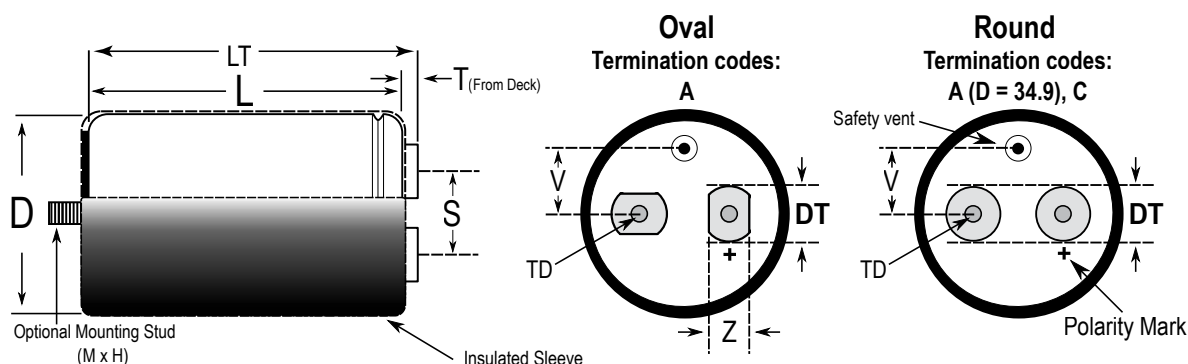 LT
L
T(From Deck)
D
S
Optional Mounting Stud
(M x H)
Insulated Sleeve
Oval
Termination codes:
A
V
DT
TD
+
Z
Round
Termination codes:
A (D = 34.9), C
Safety vent
V
DT
TD
+
Polarity Mark